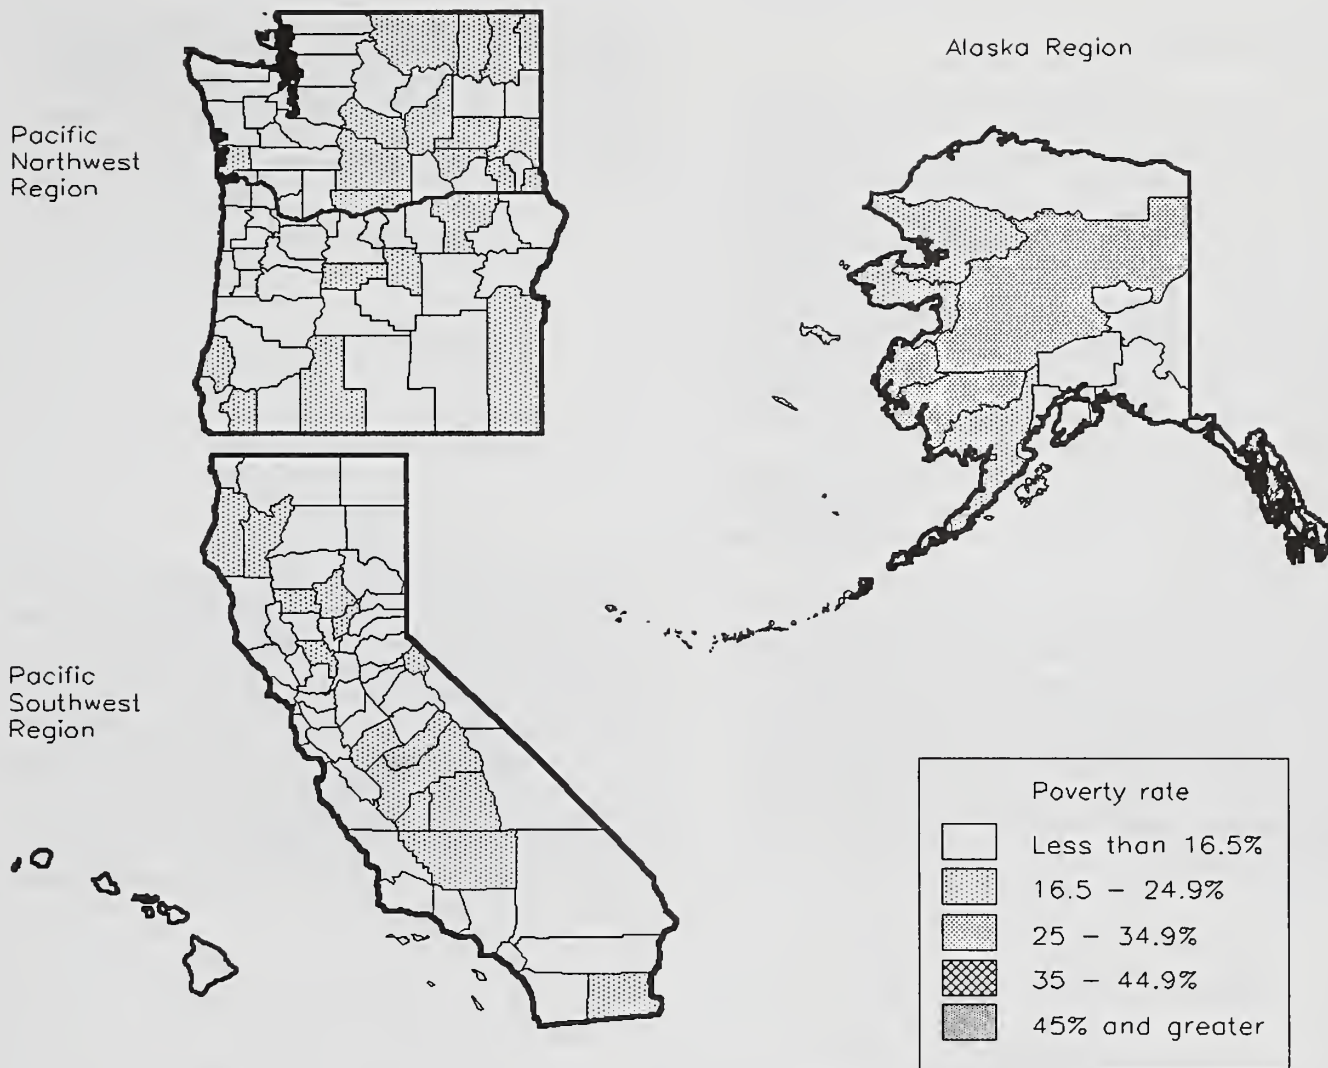 Alaska Region
Pacific
Northwest
Region
Pacific
Southwest
Region
Poverty rate
Less than 16.5%
16.5 – 24.9%
25 – 34.9%
35 – 44.9%
45% and greater